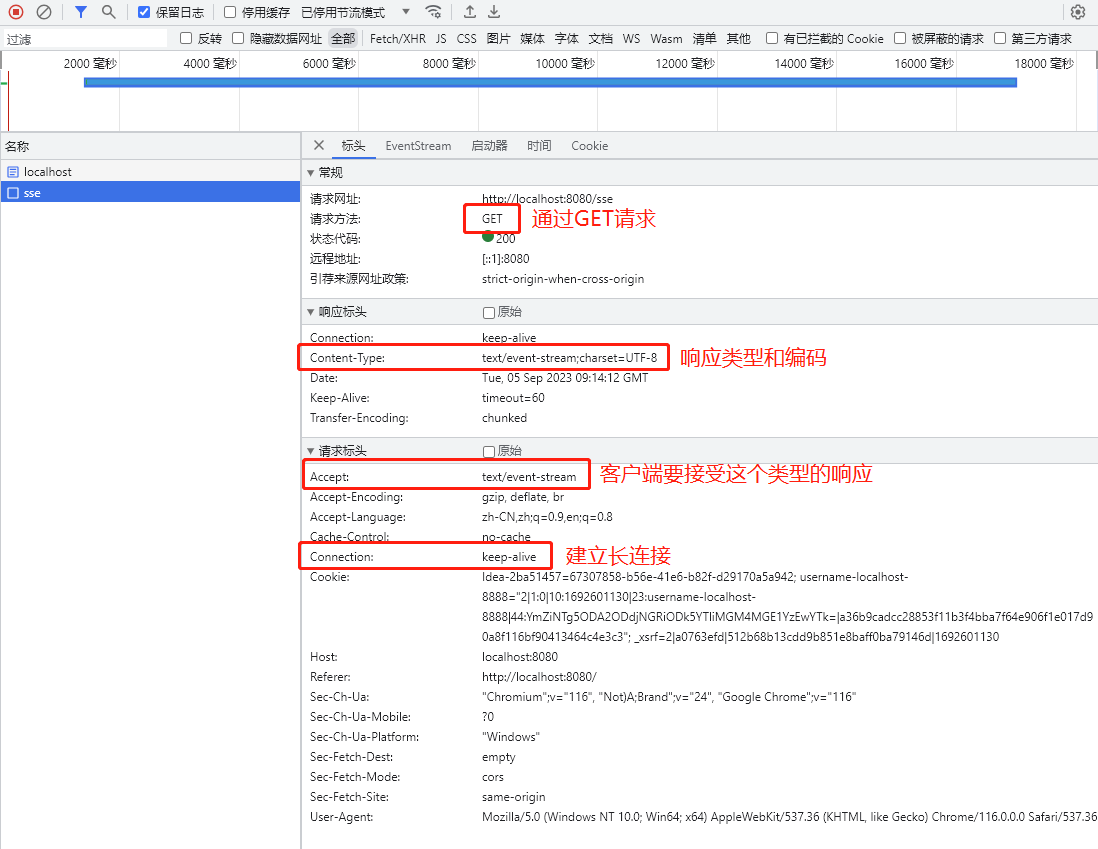 保留日志 停用缓存 已停用节流模式
过滤 反转 隐藏数据网址 全部 Fetch/XHR JS CSS 图片 媒体 字体 文档 WS Wasm 清单 其他 有已拦截的 Cookie 被屏蔽的请求 第三方请求
2000 毫秒 4000 毫秒 6000 毫秒 8000 毫秒 10000 毫秒 12000 毫秒 14000 毫秒 16000 毫秒 18000 毫秒
名称
localhost
sse
标头 EventStream 启动器 时间 Cookie
常规
请求网址: http://localhost:8080/sse
请求方法: GET 通过GET请求
状态代码: 200
远程地址: [::1]:8080
引荐来源网址政策: strict-origin-when-cross-origin
响应标头 原始
Connection: keep-alive
Content-Type: text/event-stream;charset=UTF-8 响应类型和编码
Date: Tue, 05 Sep 2023 09:14:12 GMT
Keep-Alive: timeout=60
Transfer-Encoding: chunked
请求标头 原始
Accept: text/event-stream 客户端要接受这个类型的响应
Accept-Encoding: gzip, deflate, br
Accept-Language: zh-CN,zh;q=0.9,en;q=0.8
Cache-Control: no-cache
Connection: keep-alive 建立长连接
Cookie: Idea-2ba51457=67307858-b56e-41e6-b82f-d29170a5a942; username-localhost-
8888="2|1:0|10:1692601130|23:username-localhost-
8888|44:YmZiNTg5ODA2ODdjNGRiODk5YTliMGM4MGE1YzEwYTk=|a36b9cadcc28853f11b3f4bba7f64e906f1e017d9
0a8f116bf90413464c4e3c3"; _xsrf=2|a0763efd|512b68b13cdd9b851e8baff0ba79146d|1692601130
Host: localhost:8080
Referer: http://localhost:8080/
Sec-Ch-Ua: "Chromium";v="116", "Not)A;Brand";v="24", "Google Chrome";v="116"
Sec-Ch-Ua-Mobile: ?0
Sec-Ch-Ua-Platform: "Windows"
Sec-Fetch-Dest: empty
Sec-Fetch-Mode: cors
Sec-Fetch-Site: same-origin
User-Agent: Mozilla/5.0 (Windows NT 10.0; Win64; x64) AppleWebKit/537.36 (KHTML, like Gecko) Chrome/116.0.0.0 Safari/537.36